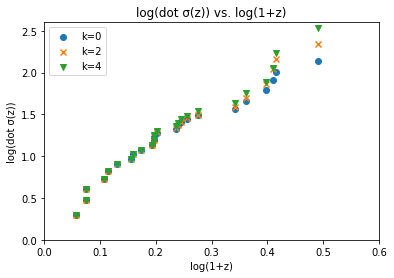 log(dot σ(z)) vs. log(1+z)
k=0
k=2
k=4
log(dot σ(z))
2.5
2.0
1.5
1.0
0.5
0.0
0.0 0.1 0.2 0.3 0.4 0.5 0.6
log(1+z)